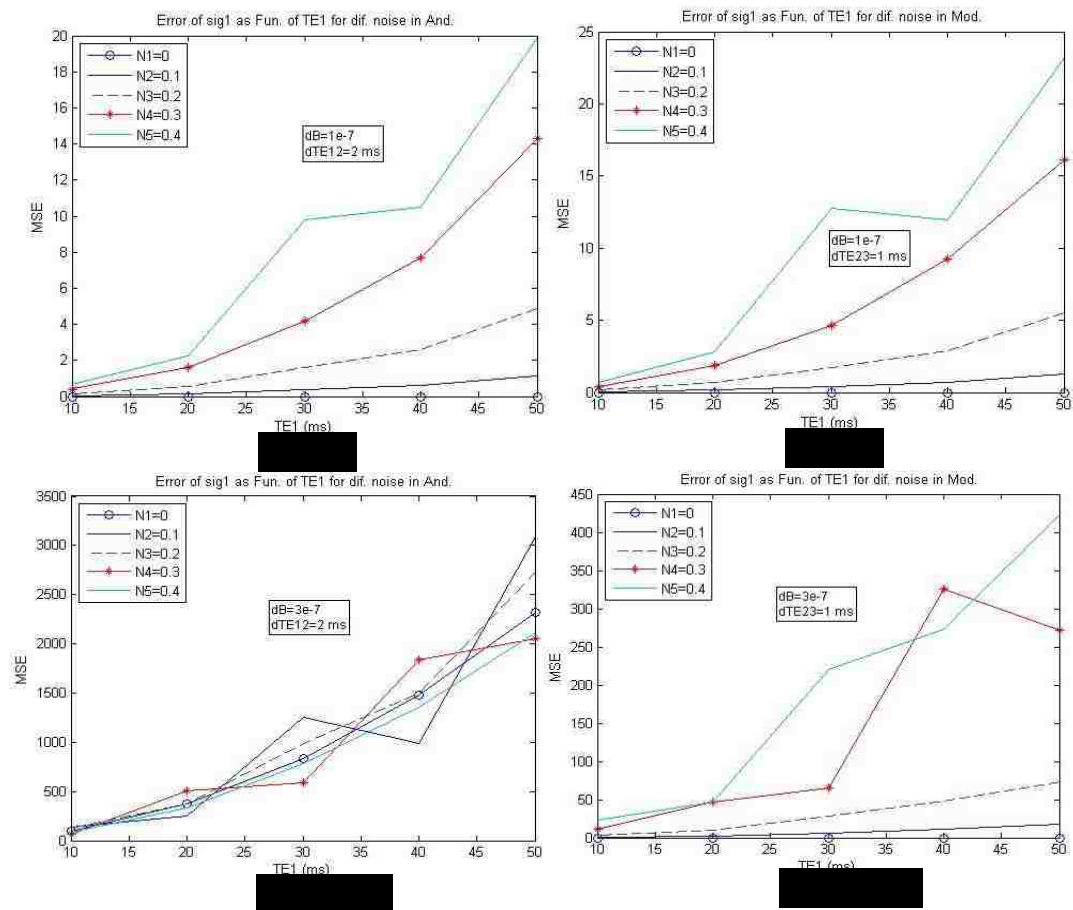 Error of sig1 as Fun. of TE1 for dif. noise in And.
20
18
16
14
12
10
8
6
4
2
0
MSE
N1=0
N2=0.1
N3=0.2
N4=0.3
N5=0.4
dB=1e-7
dTE12=2 ms
10 15 20 25 30 35 40 45 50
TE1 (ms)
Error of sig1 as Fun. of TE1 for dif. noise in Mod.
25
20
15
10
5
0
MSE
N1=0
N2=0.1
N3=0.2
N4=0.3
N5=0.4
dB=1e-7
dTE23=1 ms
10 15 20 25 30 35 40 45 50
TE1 (ms)
Error of sig1 as Fun. of TE1 for dif. noise in And.
3500
3000
2500
2000
1500
1000
500
0
MSE
N1=0
N2=0.1
N3=0.2
N4=0.3
N5=0.4
dB=3e-7
dTE12=2 ms
10 15 20 25 30 35 40 45 50
TE1 (ms)
Error of sig1 as Fun. of TE1 for dif. noise in Mod.
450
400
350
300
250
200
150
100
50
0
MSE
N1=0
N2=0.1
N3=0.2
N4=0.3
N5=0.4
dB=3e-7
dTE23=1 ms
10 15 20 25 30 35 40 45 50
TE1 (ms)